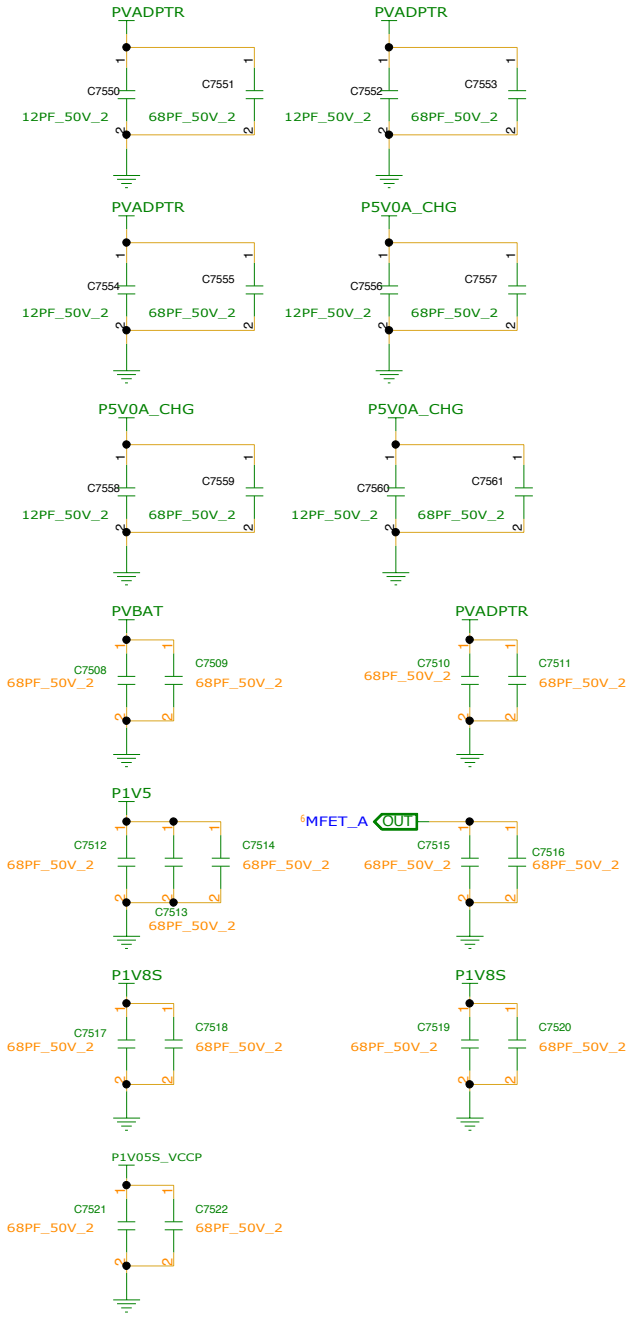 PVADPTR PVADPTR
1 1 1 1
C7550 C7551 C7552 C7553
12PF_50V_2 68PF_50V_2 12PF_50V_2 68PF_50V_2
2 2 2 2
PVADPTR P5V0A_CHG
1 1 1 1
C7554 C7555 C7556 C7557
12PF_50V_2 68PF_50V_2 12PF_50V_2 68PF_50V_2
2 2 2 2
P5V0A_CHG P5V0A_CHG
1 1 1 1
C7558 C7559 C7560 C7561
12PF_50V_2 68PF_50V_2 12PF_50V_2 68PF_50V_2
2 2 2 2
PVBAT PVADPTR
1 1 1 1
C7508 C7509 C7510 C7511
68PF_50V_2 68PF_50V_2 68PF_50V_2 68PF_50V_2
2 2 2 2
P1V5 6 MFET_A OUT
1 1 1 1 1
C7512 C7514 C7515 C7516
68PF_50V_2 68PF_50V_2 68PF_50V_2 68PF_50V_2
2 2 2 2 2
C7513
68PF_50V_2
P1V8S P1V8S
1 1 1 1
C7517 C7518 C7519 C7520
68PF_50V_2 68PF_50V_2 68PF_50V_2 68PF_50V_2
2 2 2 2
P1V05S_VCCP
1 1
C7521 C7522
68PF_50V_2 68PF_50V_2
2 2